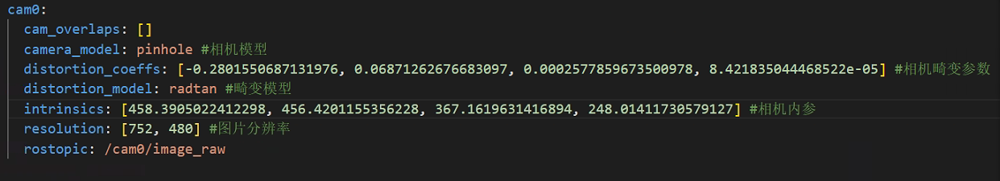 cam0:
cam_overlaps: []
camera_model: pinhole #相机模型
distortion_coeffs: [-0.2801550687131976, 0.06871262676683097, 0.0002577859673500978, 8.421835044468522e-05] #相机畸变参数
distortion_model: radtan #畸变模型
intrinsics: [458.3905022412298, 456.4201155356228, 367.1619631416894, 248.01411730579127] #相机内参
resolution: [752, 480] #图片分辨率
rostopic: /cam0/image_raw